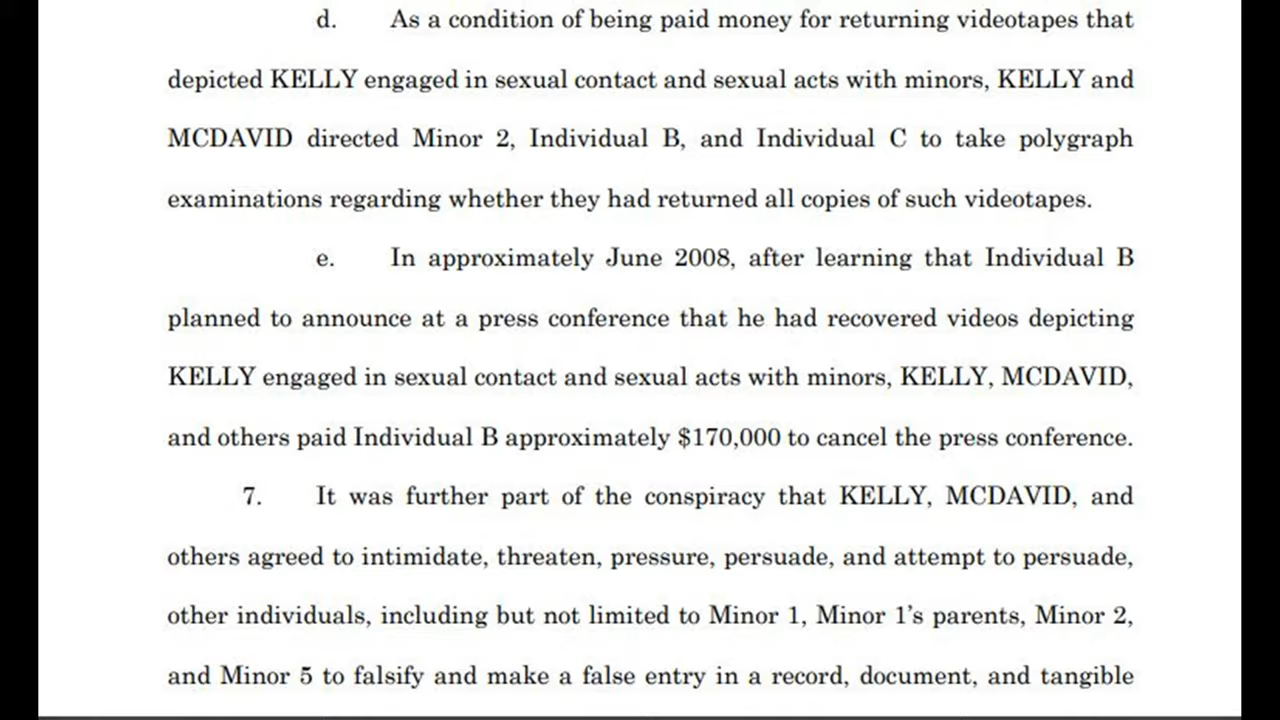 d. As a condition of being paid money for returning videotapes that
depicted KELLY engaged in sexual contact and sexual acts with minors, KELLY and
MCDAVID directed Minor 2, Individual B, and Individual C to take polygraph
examinations regarding whether they had returned all copies of such videotapes.
e. In approximately June 2008, after learning that Individual B
planned to announce at a press conference that he had recovered videos depicting
KELLY engaged in sexual contact and sexual acts with minors, KELLY, MCDAVID,
and others paid Individual B approximately $170,000 to cancel the press conference.
7. It was further part of the conspiracy that KELLY, MCDAVID, and
others agreed to intimidate, threaten, pressure, persuade, and attempt to persuade,
other individuals, including but not limited to Minor 1, Minor 1’s parents, Minor 2,
and Minor 5 to falsify and make a false entry in a record, document, and tangible